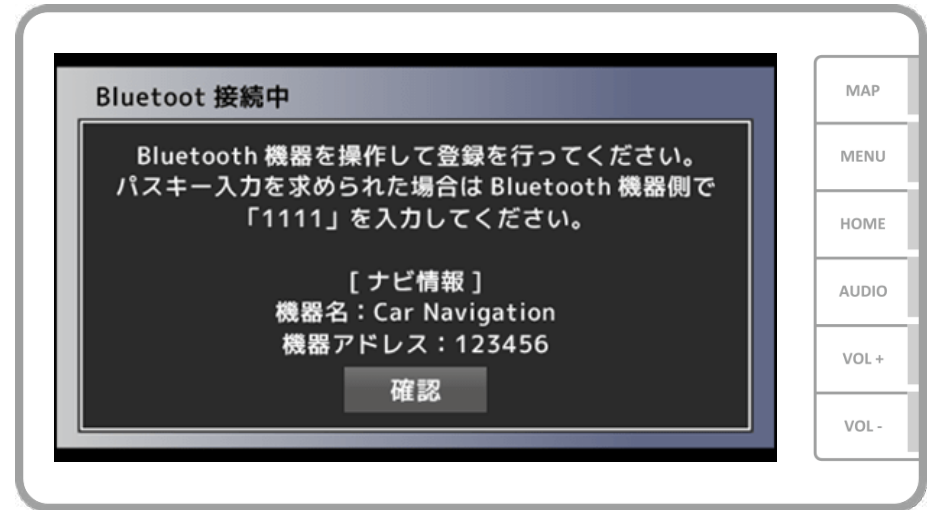 Bluetoot 接続中
Bluetooth 機器を操作して登録を行ってください。
パスキー入力を求められた場合は Bluetooth 機器側で
「1111」を入力してください。
[ ナビ情報 ]
機器名：Car Navigation
機器アドレス：123456
確認
MAP
MENU
HOME
AUDIO
VOL +
VOL -